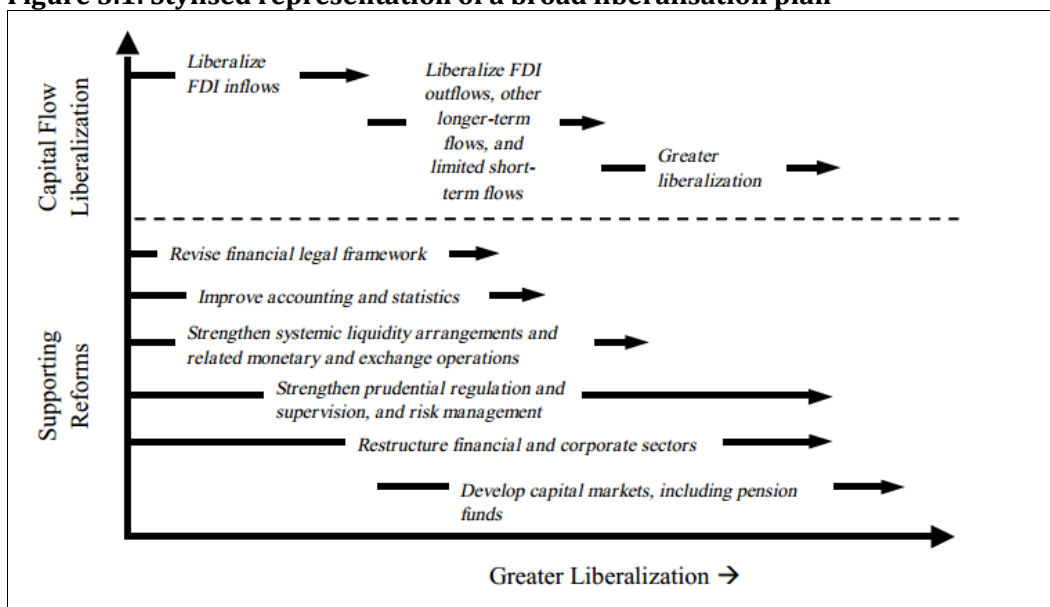 Figure 3.1: Stylised representation of a broad liberalisation plan
Capital Flow
Liberalization
Liberalize
FDI inflows
Liberalize FDI
outflows, other
longer-term
flows, and
limited short-
term flows
Greater
liberalization
Supporting
Reforms
Revise financial legal framework
Improve accounting and statistics
Strengthen systemic liquidity arrangements and
related monetary and exchange operations
Strengthen prudential regulation and
supervision, and risk management
Restructure financial and corporate sectors
Develop capital markets, including pension
funds
Greater Liberalization →